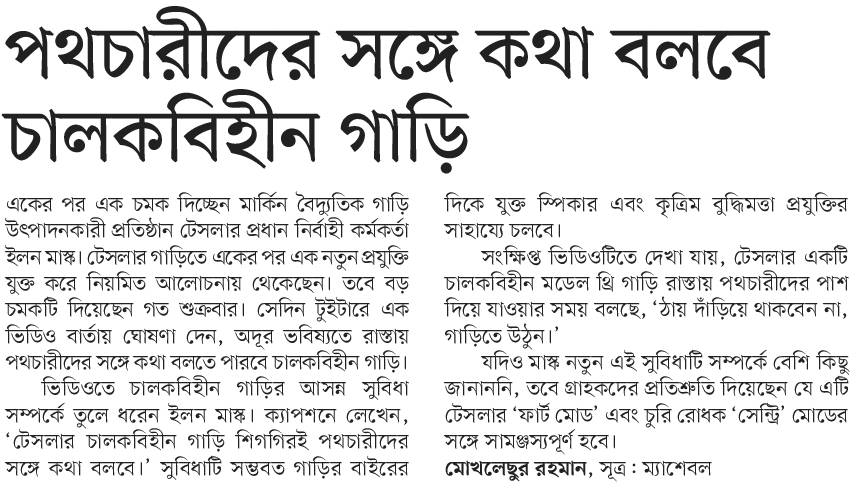 পথচারীদের সঙ্গে কথা বলবে
চালকবিহীন গাড়ি
একের পর এক চমক দিচ্ছেন মার্কিন বৈদ্যুতিক গাড়ি
উৎপাদনকারী প্রতিষ্ঠান টেসলার প্রধান নির্বাহী কর্মকর্তা
ইলন মাস্ক। টেসলার গাড়িতে একের পর এক নতুন প্রযুক্তি
যুক্ত করে নিয়মিত আলোচনায় থেকেছেন। তবে বড়
চমকটি দিয়েছেন গত শুক্রবার। সেদিন টুইটারে এক
ভিডিও বার্তায় ঘোষণা দেন, অদূর ভবিষ্যতে রাস্তায়
পথচারীদের সঙ্গে কথা বলতে পারবে চালকবিহীন গাড়ি।
ভিডিওতে চালকবিহীন গাড়ির আসন্ন সুবিধা
সম্পর্কে তুলে ধরেন ইলন মাস্ক। ক্যাপশনে লেখেন,
‘টেসলার চালকবিহীন গাড়ি শিগগিরই পথচারীদের
সঙ্গে কথা বলবে।’ সুবিধাটি সম্ভবত গাড়ির বাইরের
দিকে যুক্ত স্পিকার এবং কৃত্রিম বুদ্ধিমত্তা প্রযুক্তির
সাহায্যে চলবে।
সংক্ষিপ্ত ভিডিওটিতে দেখা যায়, টেসলার একটি
চালকবিহীন মডেল থ্রি গাড়ি রাস্তায় পথচারীদের পাশ
দিয়ে যাওয়ার সময় বলছে, ‘ঠায় দাঁড়িয়ে থাকবেন না,
গাড়িতে উঠুন।’
যদিও মাস্ক নতুন এই সুবিধাটি সম্পর্কে বেশি কিছু
জানাননি, তবে গ্রাহকদের প্রতিশ্রুতি দিয়েছেন যে এটি
টেসলার ‘ফার্ট মোড’ এবং চুরি রোধক ‘সেন্ট্রি’ মোডের
সঙ্গে সামঞ্জস্যপূর্ণ হবে।
মোখলেছুর রহমান, সূত্র : ম্যাশেবল